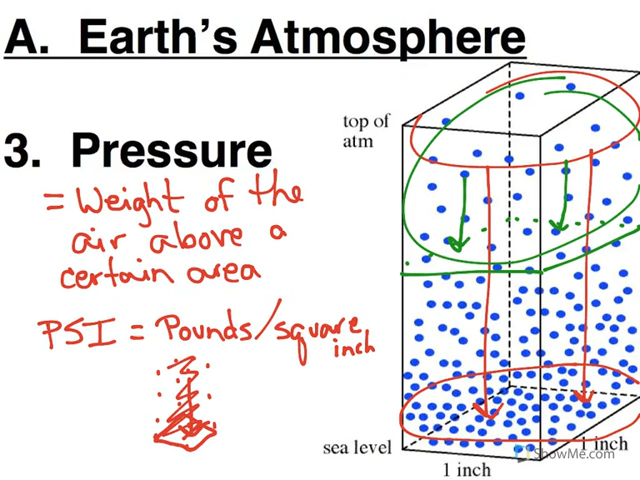 A. Earth's Atmosphere
top of
atm
3. Pressure
= Weight of the
air above a
certain area
PSI = Pounds/square
inch
sea level
1 inch
1 inch
ShowMe.com